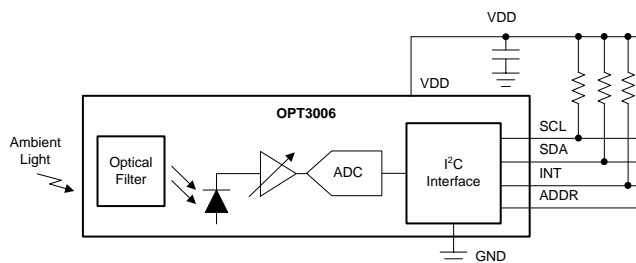 VDD
VDD
OPT3006
Ambient
Light
Optical
Filter
ADC
I²C
Interface
SCL
SDA
INT
ADDR
GND